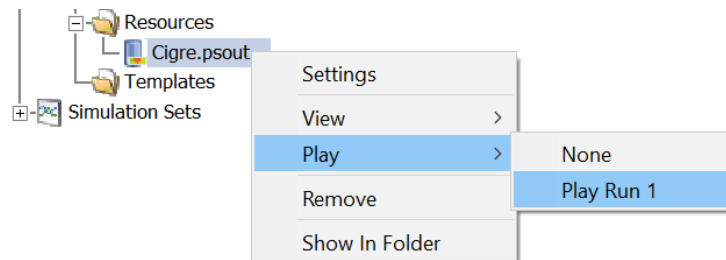 Resources
Cigre.psout
Templates
Simulation Sets
Settings
View
Play
Remove
Show In Folder
None
Play Run 1